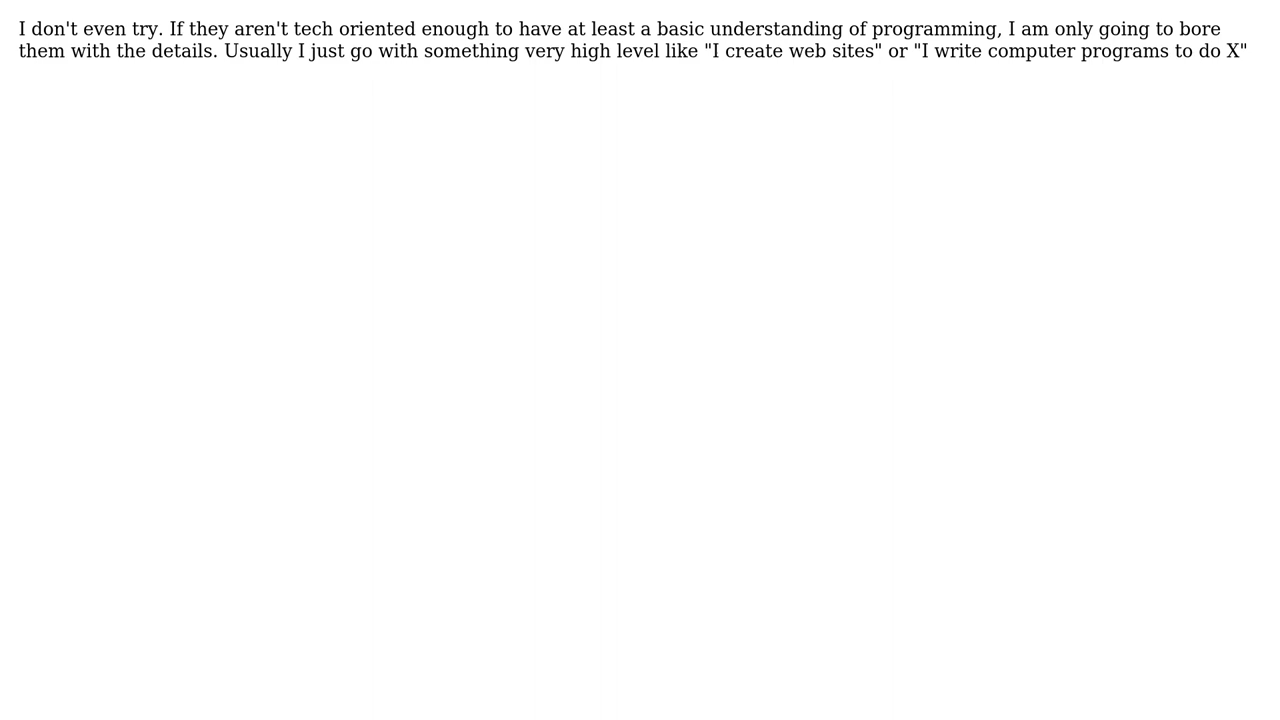 I don't even try. If they aren't tech oriented enough to have at least a basic understanding of programming, I am only going to bore
them with the details. Usually I just go with something very high level like "I create web sites" or "I write computer programs to do X"